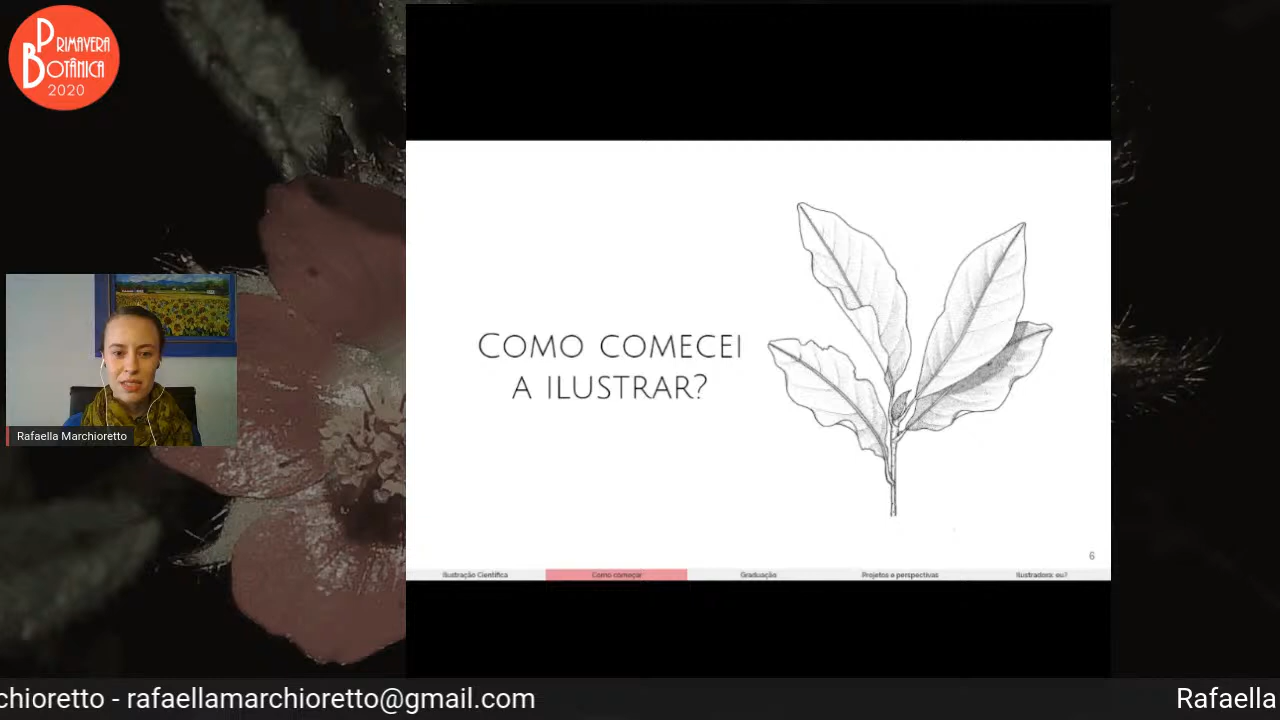 PRIMAVERA
BOTÂNICA
2020
COMO COMECEI
A ILUSTRAR?
Rafaella Marchioretto
6
Ilustração Científica
Como começar
Graduação
Projetos e perspectivas
Ilustradora: eu?
chioretto - rafaellamarchioretto@gmail.com
Rafaella